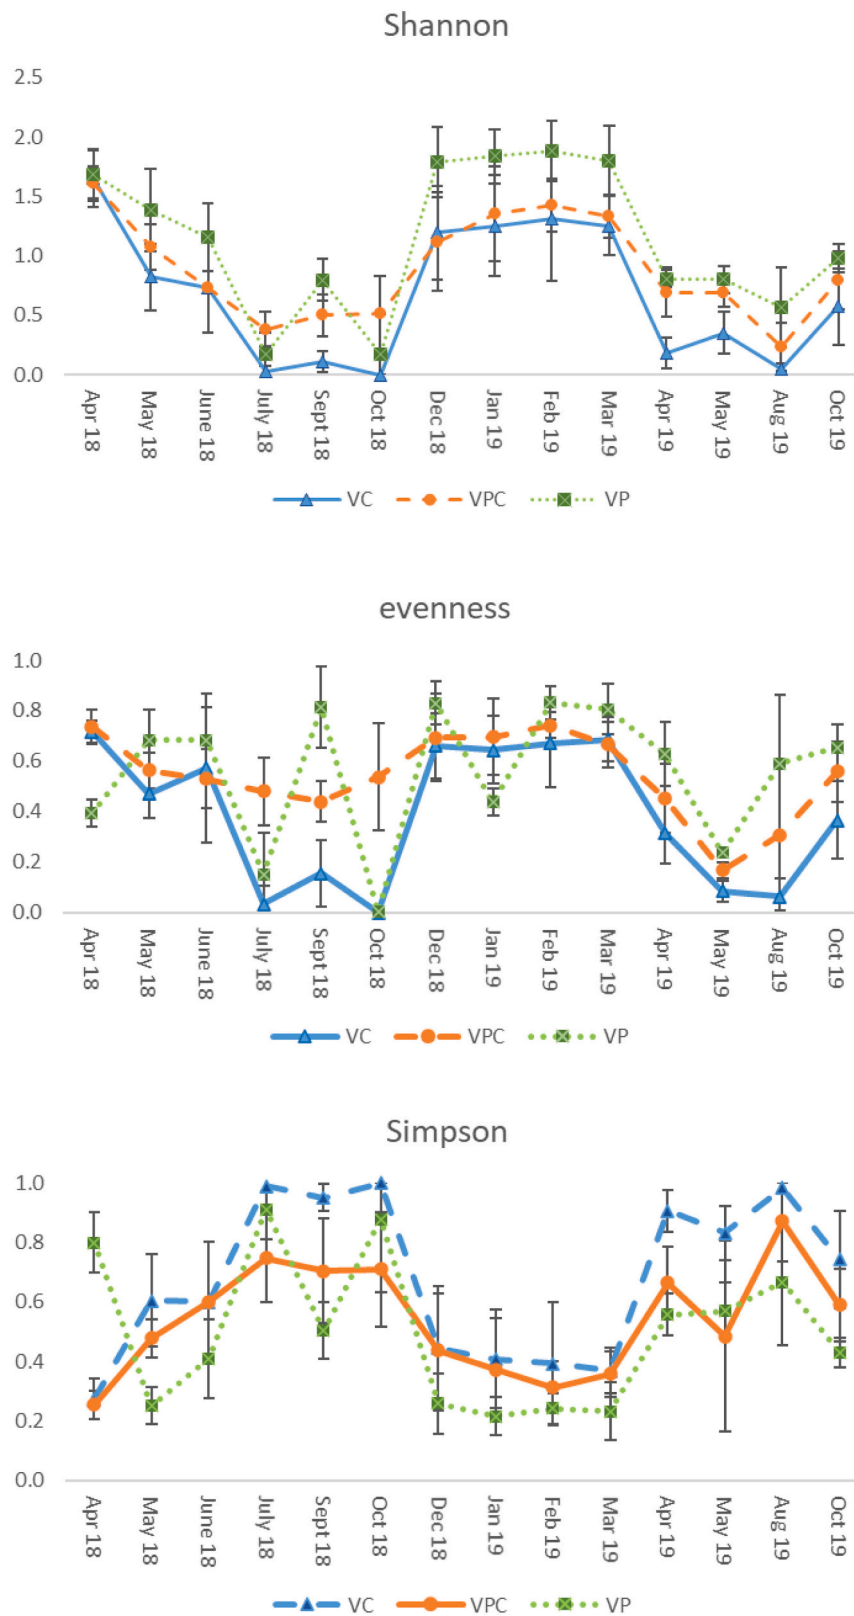 Shannon
2.5
2.0
1.5
1.0
0.5
0.0
Apr 18 May 18 June 18 July 18 Sept 18 Oct 18 Dec 18 Jan 19 Feb 19 Mar 19 Apr 19 May 19 Aug 19 Oct 19
VC VPC VP
evenness
1.0
0.8
0.6
0.4
0.2
0.0
Apr 18 May 18 June 18 July 18 Sept 18 Oct 18 Dec 18 Jan 19 Feb 19 Mar 19 Apr 19 May 19 Aug 19 Oct 19
VC VPC VP
Simpson
1.0
0.8
0.6
0.4
0.2
0.0
Apr 18 May 18 June 18 July 18 Sept 18 Oct 18 Dec 18 Jan 19 Feb 19 Mar 19 Apr 19 May 19 Aug 19 Oct 19
VC VPC VP